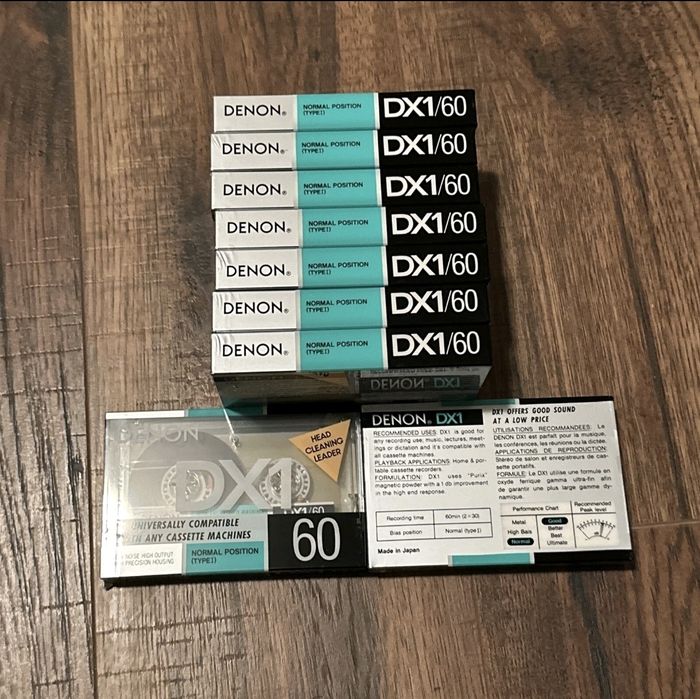 DENON® NORMAL POSITION (TYPE I) DX1/60
DENON® NORMAL POSITION (TYPE I) DX1/60
DENON® NORMAL POSITION (TYPE I) DX1/60
DENON® NORMAL POSITION (TYPE I) DX1/60
DENON® NORMAL POSITION (TYPE I) DX1/60
DENON® NORMAL POSITION (TYPE I) DX1/60
DENON® NORMAL POSITION (TYPE I) DX1/60
DENON DX1
DENON
HEAD
CLEANING
LEADER
DX1
DX1/60
UNIVERSALLY COMPATIBLE
WITH ANY CASSETTE MACHINES
60
NOISE HIGH OUTPUT
PRECISION HOUSING
NORMAL POSITION
(TYPE I)
DENON® DX1
RECOMMENDED USES: DX1 is good for
any recording use; music, lectures, meet-
ings or dictation and it's compatible with
all cassette machines.
PLAYBACK APPLICATIONS: Home & por-
table cassette recorders.
FORMULATION: DX1 uses "Purix"
magnetic powder with a 1 db improvement
in the high end response.
Recording time 60min (2×30)
Bias position Normal (type I)
Made in Japan
DX1 OFFERS GOOD SOUND
AT A LOW PRICE
UTILISATIONS RECOMMANDEES: Le
DENON DX1 est parfait pour la musique,
les conférences, les réunions ou la dictée.
APPLICATIONS DE REPRODUCTION:
Stereo de salon et enregistreurs de cas-
sette portatifs.
FORMULE: Le DX1 utilise une formule en
oxyde ferrique gamma ultra-fin afin
de garantir une plus large gamme dy-
namique.
Performance Chart
Recommended
Peak level
Metal
High Bais
Normal
Good
Better
Best
Ultimate